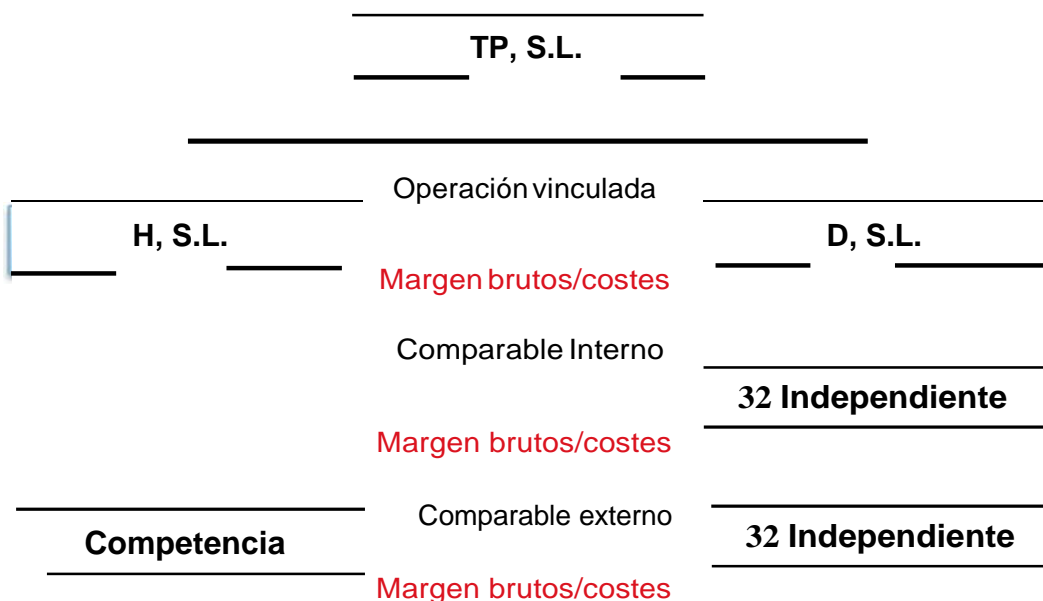 TP, S.L.
Operación vinculada
H, S.L.
D, S.L.
Margen brutos/costes
Comparable Interno
32 Independiente
Margen brutos/costes
Comparable externo
Competencia
32 Independiente
Margen brutos/costes